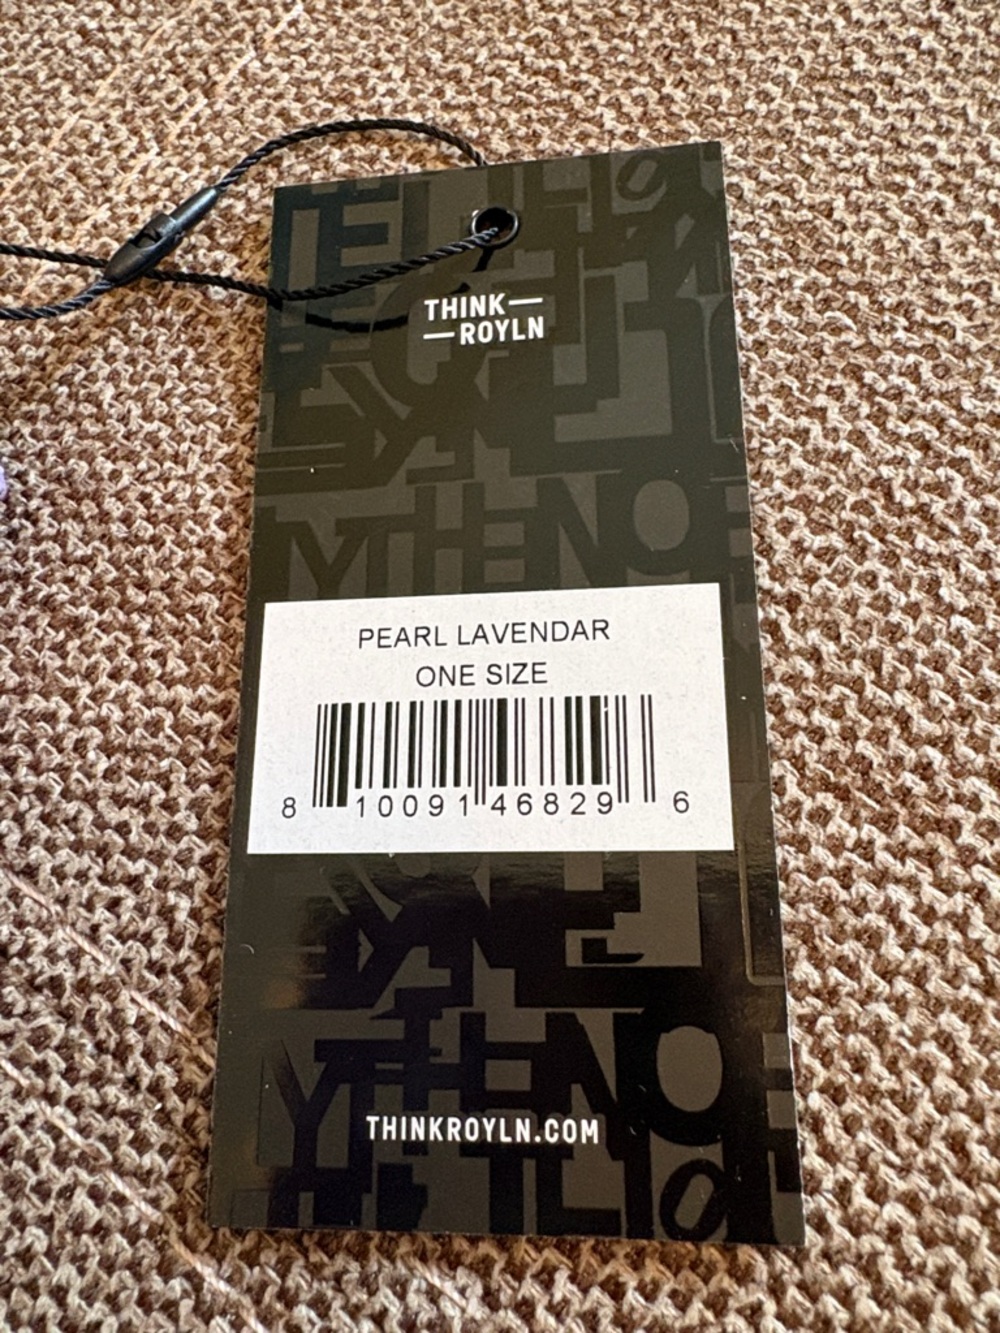 THINK—
—ROYLN
PEARL LAVENDAR
ONE SIZE
8 10091 46829 6
THINKROYLN.COM